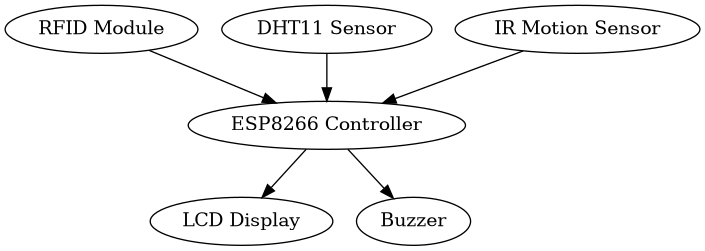 RFID Module
DHT11 Sensor
IR Motion Sensor
ESP8266 Controller
LCD Display
Buzzer